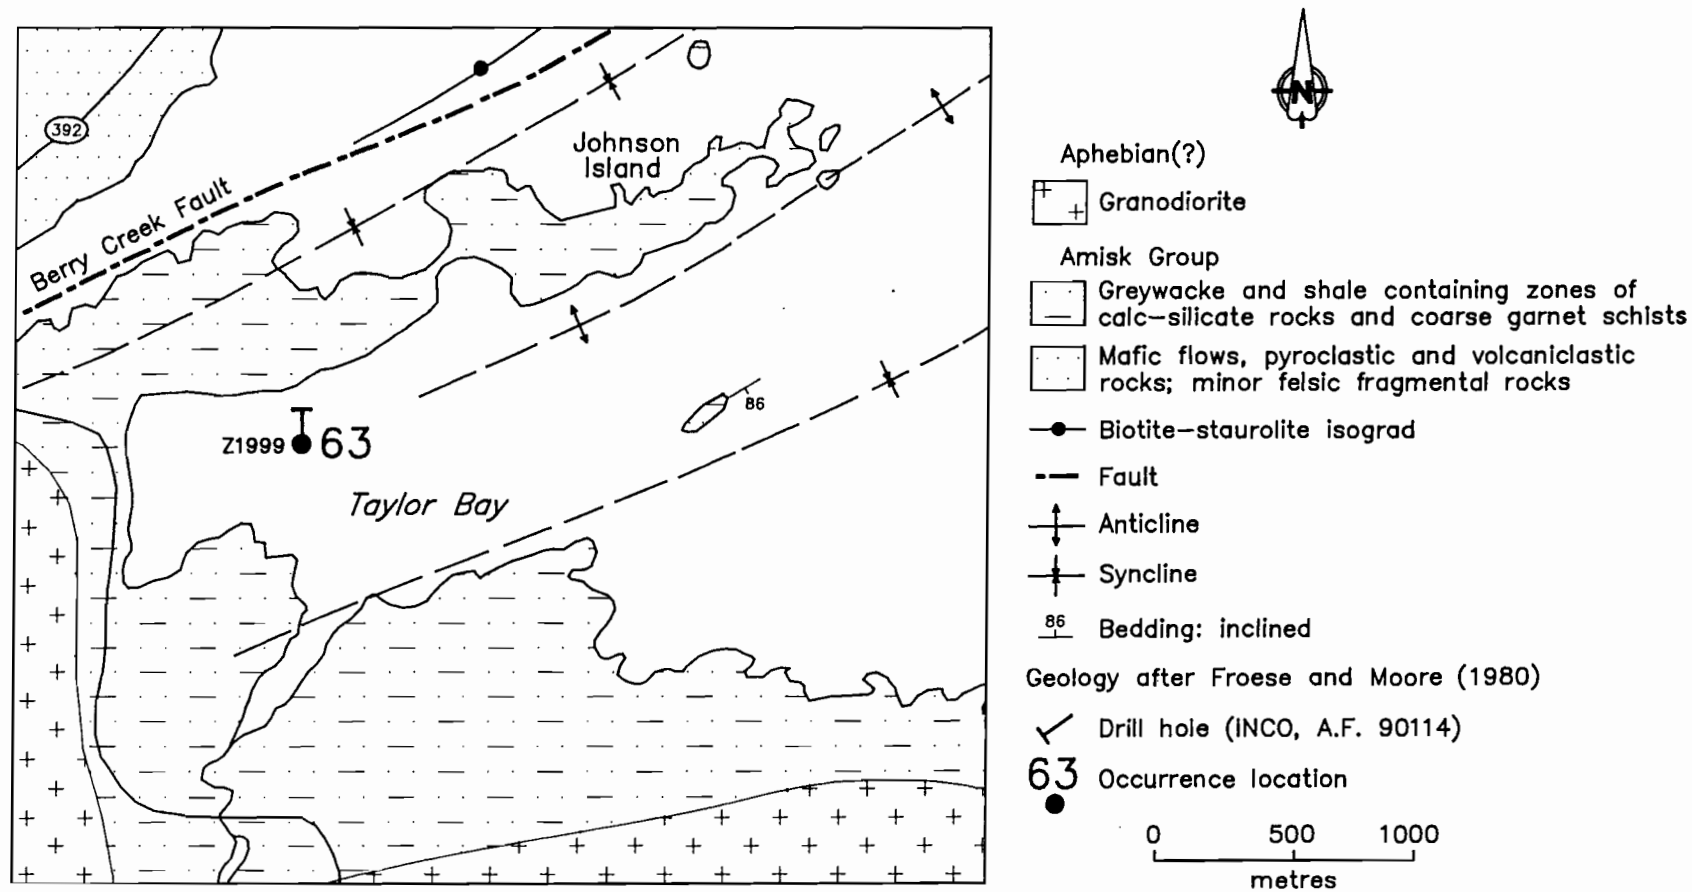 392
Johnson
Island
Berry Creek Fault
86
Z1999 63
Taylor Bay
N
Aphebian(?)
Granodiorite
Amisk Group
Greywacke and shale containing zones of
calc-silicate rocks and coarse garnet schists
Mafic flows, pyroclastic and volcaniclastic
rocks; minor felsic fragmental rocks
Biotite-staurolite isograd
Fault
Anticline
Syncline
86 Bedding: inclined
Geology after Froese and Moore (1980)
Drill hole (INCO, A.F. 90114)
63 Occurrence location
0 500 1000
metres